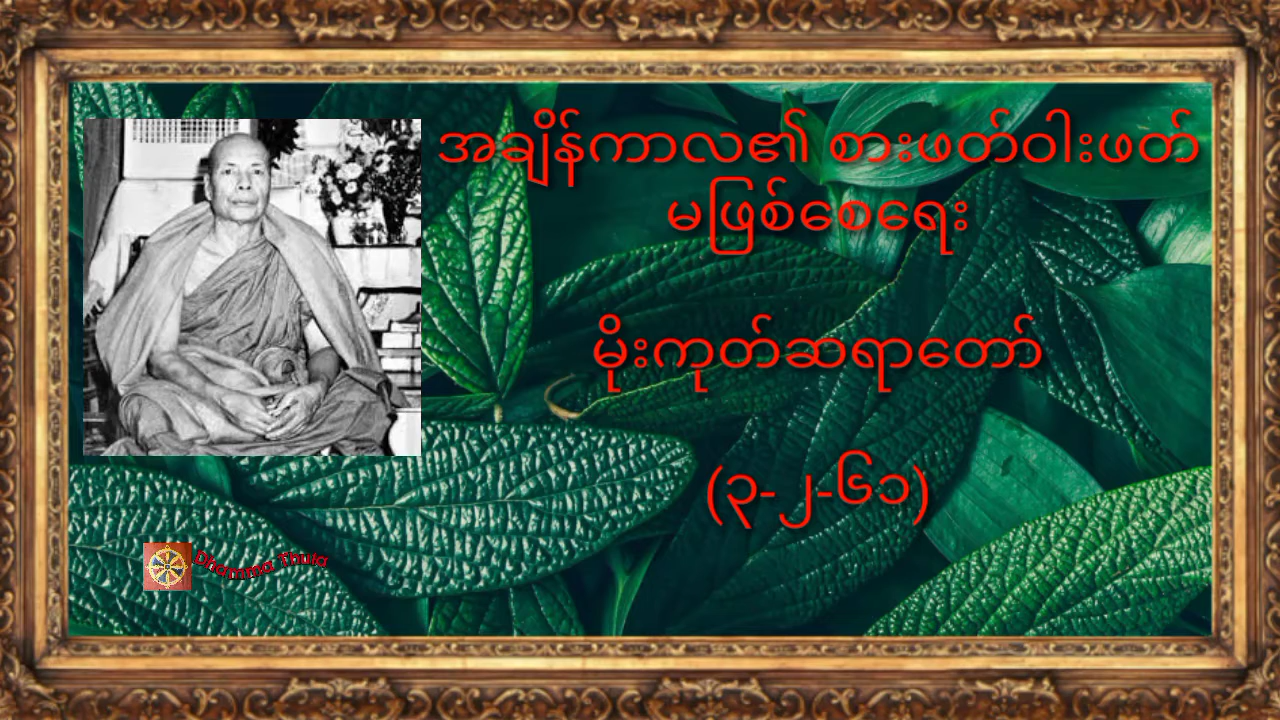 အချိန်ကာလ၏ စားဖတ်ဝါးဖတ်
မဖြစ်စေရေး
မိုးကုတ်ဆရာတော်
(၃-၂-၆၁)
Dhamma Thula